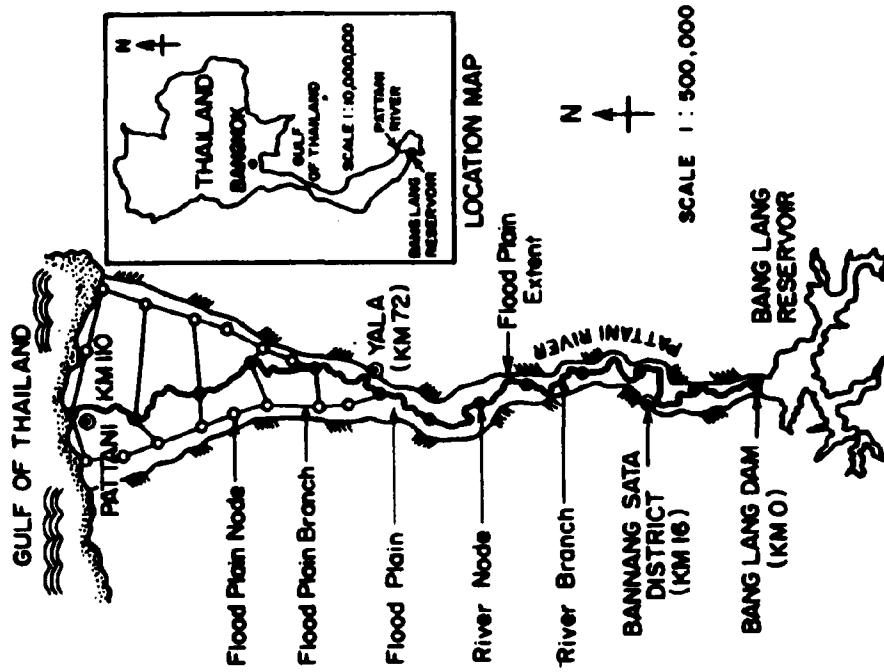 GULF OF THAILAND
PATTANI
KM 110
N
THAILAND
BANGKOK
GULF
OF THAILAND
SCALE 1:10,000,000
PATTANI
RIVER
BANG LANG
RESERVOIR
LOCATION MAP
Flood Plain Node
Flood Plain Branch
YALA
(KM 72)
Flood Plain
Flood Plain
Extent
River Node
PATTANI RIVER
River Branch
N
SCALE 1:500,000
BANNANG SATA
DISTRICT
(KM 16)
BANG LANG DAM
(KM 0)
BANG LANG
RESERVOIR